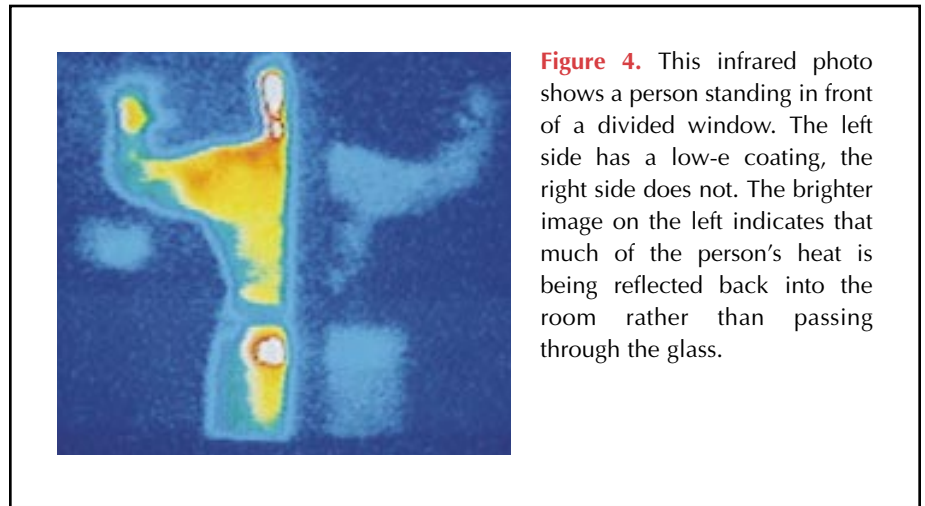 Figure 4. This infrared photo
shows a person standing in front
of a divided window. The left
side has a low-e coating, the
right side does not. The brighter
image on the left indicates that
much of the person's heat is
being reflected back into the
room rather than passing
through the glass.